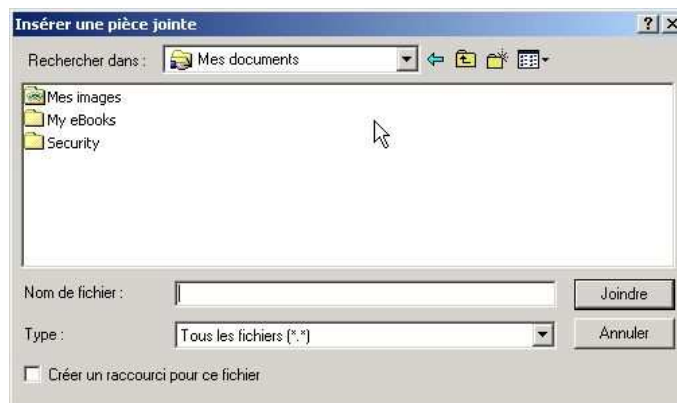 Insérer une pièce jointe
Rechercher dans : Mes documents
Mes images
My eBooks
Security
Nom de fichier : Joindre
Type : Tous les fichiers (*.*) Annuler
Créer un raccourci pour ce fichier